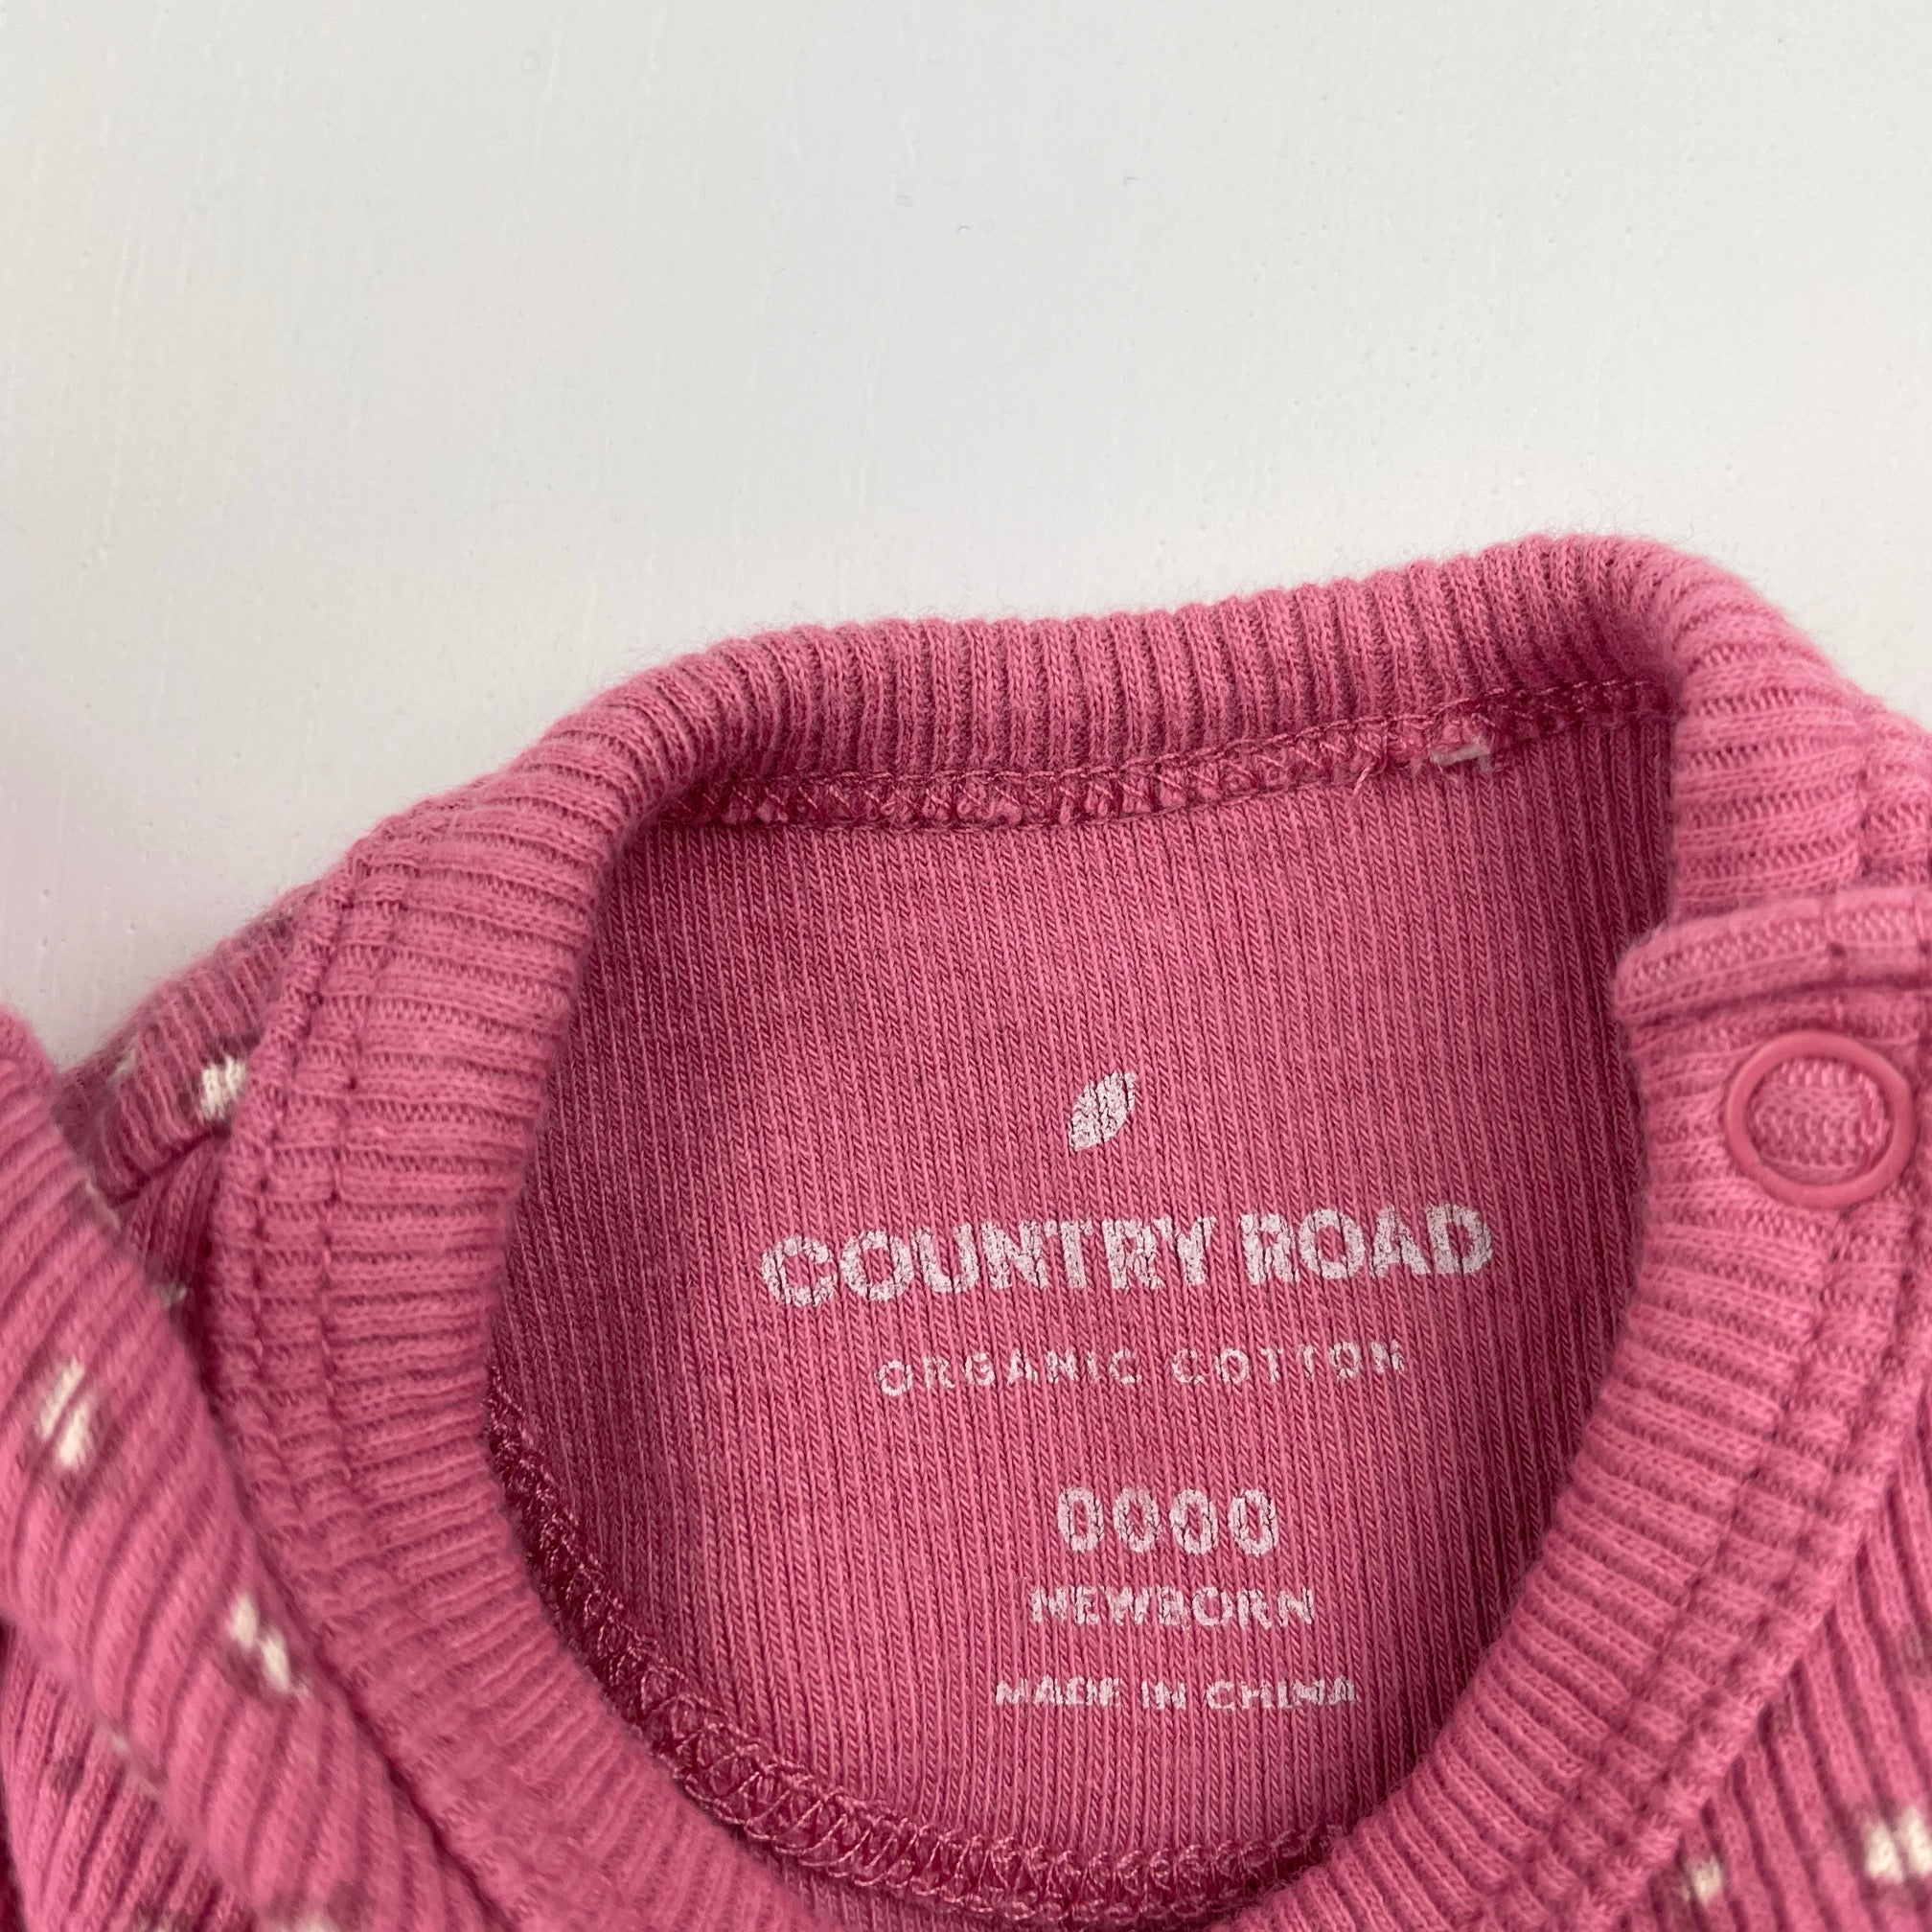 COUNTRY ROAD
ORGANIC COTTON
0000
NEWBORN
MADE IN CHINA